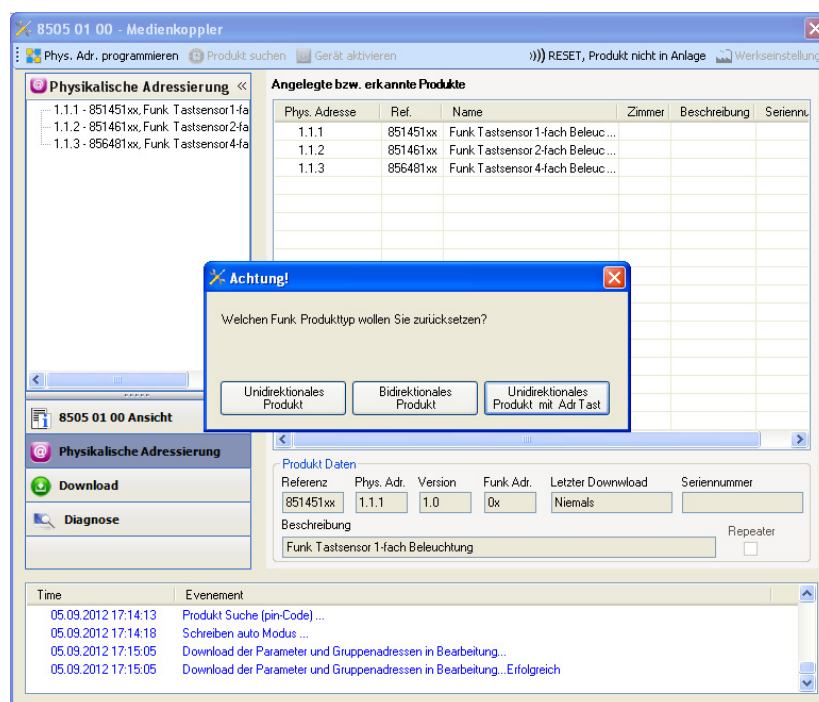 8505 01 00 - Medienkoppler
Phys. Adr. programmieren Produkt suchen Gerät aktivieren RESET, Produkt nicht in Anlage Werkseinstellung
Physikalische Adressierung «
1.1.1 - 851451xx, Funk Tastsensor1-fa
1.1.2 - 851461xx, Funk Tastsensor2-fa
1.1.3 - 856481xx, Funk Tastsensor4-fa
Angelegte bzw. erkannte Produkte
Phys. Adresse Ref. Name Zimmer Beschreibung Seriennu
1.1.1 851451xx Funk Tastsensor 1-fach Beleuc ...
1.1.2 851461xx Funk Tastsensor 2-fach Beleuc ...
1.1.3 856481xx Funk Tastsensor 4-fach Beleuc ...
Achtung!
Welchen Funk Produkttyp wollen Sie zurücksetzen?
Unidirektionales
Produkt
Bidirektionales
Produkt
Unidirektionales
Produkt mit Adr Tast
8505 01 00 Ansicht
Physikalische Adressierung
Download
Diagnose
Produkt Daten
Referenz Phys. Adr. Version Funk Adr. Letzter Downwload Seriennummer
851451xx 1.1.1 1.0 0x Niemals
Beschreibung
Funk Tastsensor 1-fach Beleuchtung
Repeater
Time Evenement
05.09.2012 17:14:13 Produkt Suche (pin-Code) ...
05.09.2012 17:14:18 Schreiben auto Modus ...
05.09.2012 17:15:05 Download der Parameter und Gruppenadressen in Bearbeitung...
05.09.2012 17:15:05 Download der Parameter und Gruppenadressen in Bearbeitung...Erfolgreich